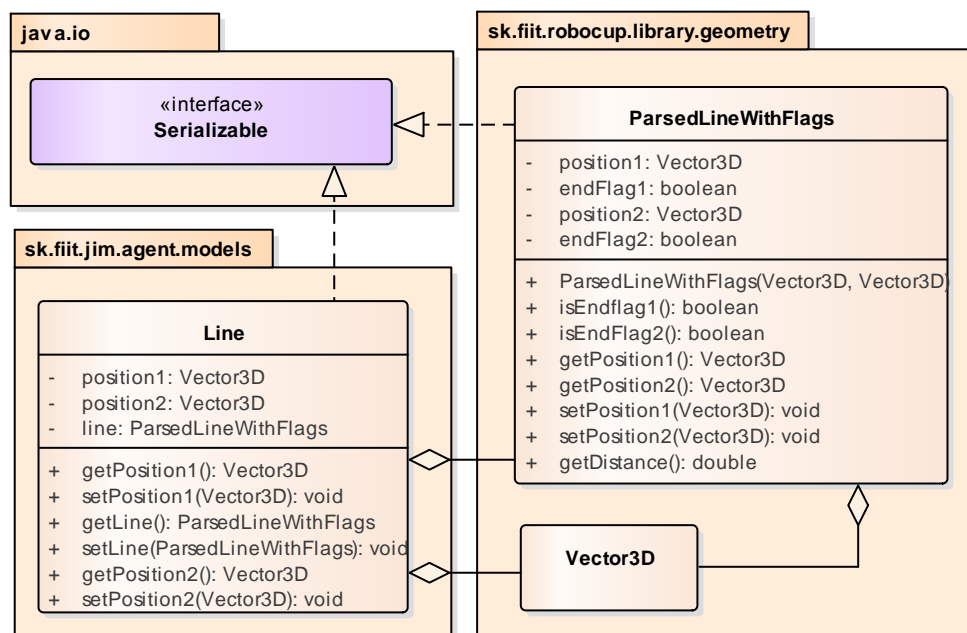 java.io
«interface»
Serializable
sk.fiit.jim.agent.models
Line
- position1: Vector3D
- position2: Vector3D
- line: ParsedLineWithFlags
+ getPosition1(): Vector3D
+ setPosition1(Vector3D): void
+ getLine(): ParsedLineWithFlags
+ setLine(ParsedLineWithFlags): void
+ getPosition2(): Vector3D
+ setPosition2(Vector3D): void
sk.fiit.robocup.library.geometry
ParsedLineWithFlags
- position1: Vector3D
- endFlag1: boolean
- position2: Vector3D
- endFlag2: boolean
+ ParsedLineWithFlags(Vector3D, Vector3D)
+ isEndflag1(): boolean
+ isEndFlag2(): boolean
+ getPosition1(): Vector3D
+ getPosition2(): Vector3D
+ setPosition1(Vector3D): void
+ setPosition2(Vector3D): void
+ getDistance(): double
Vector3D